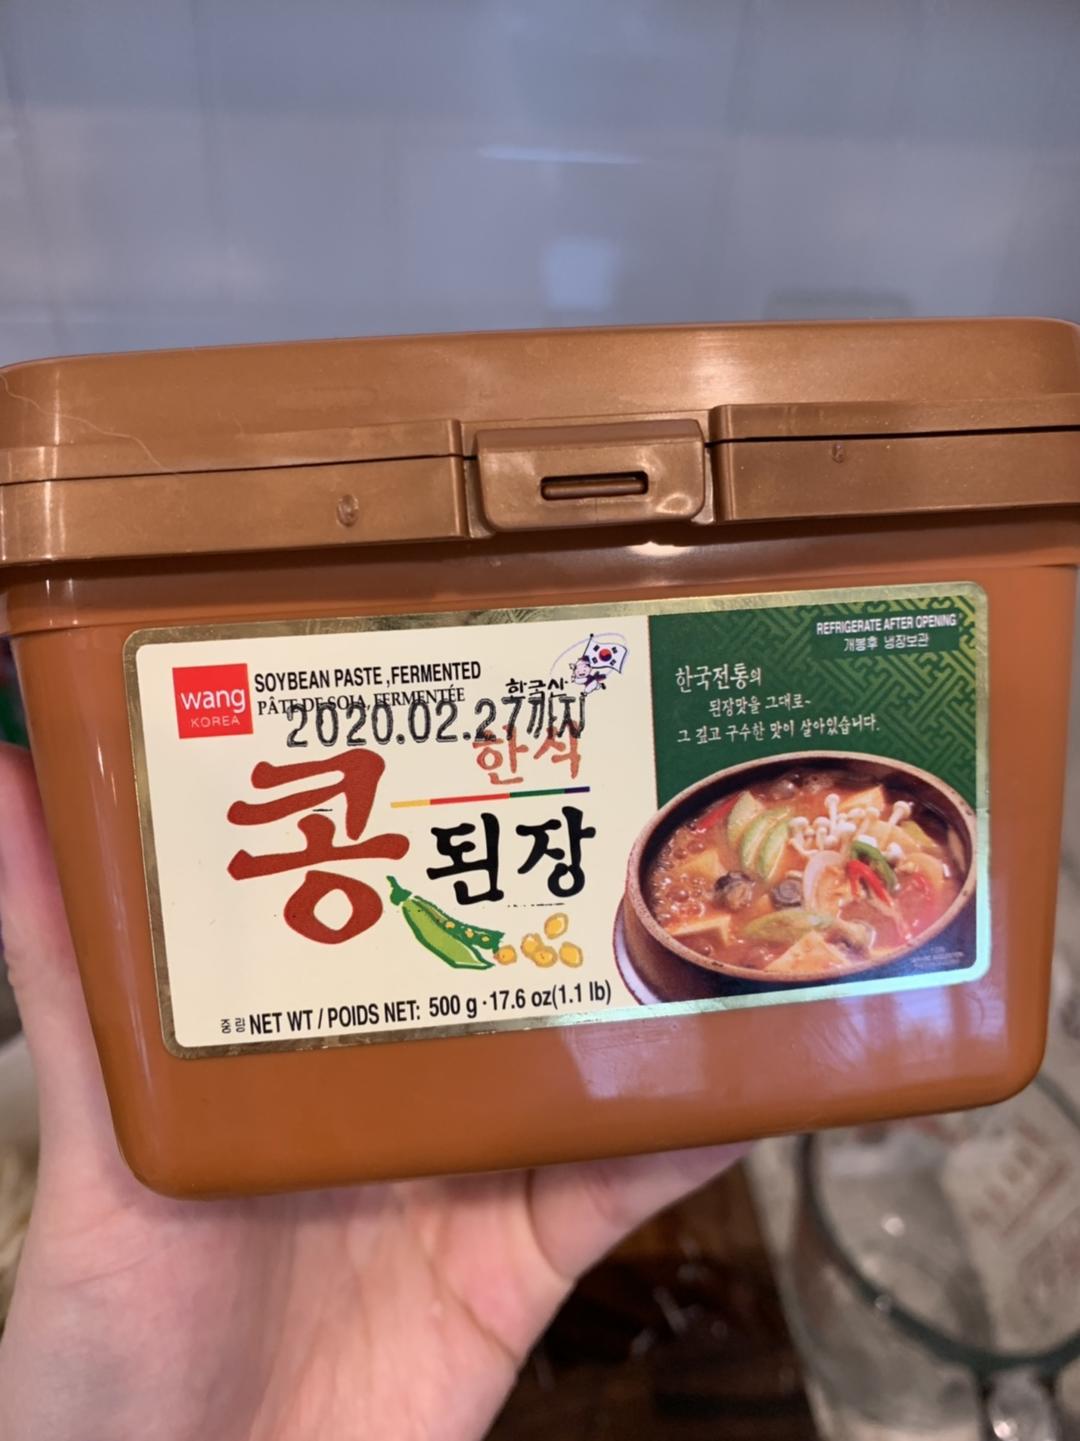 wang
KOREA
SOYBEAN PASTE ,FERMENTED
PÂTE DE SOJA, FERMENTÉE
한국산
2020.02.27까지
한식
콩
된장
중량 NET WT / POIDS NET: 500 g · 17.6 oz(1.1 lb)
REFRIGERATE AFTER OPENING
개봉후 냉장보관
한국전통의
된장맛을 그대로~
그 깊고 구수한 맛이 살아있습니다.